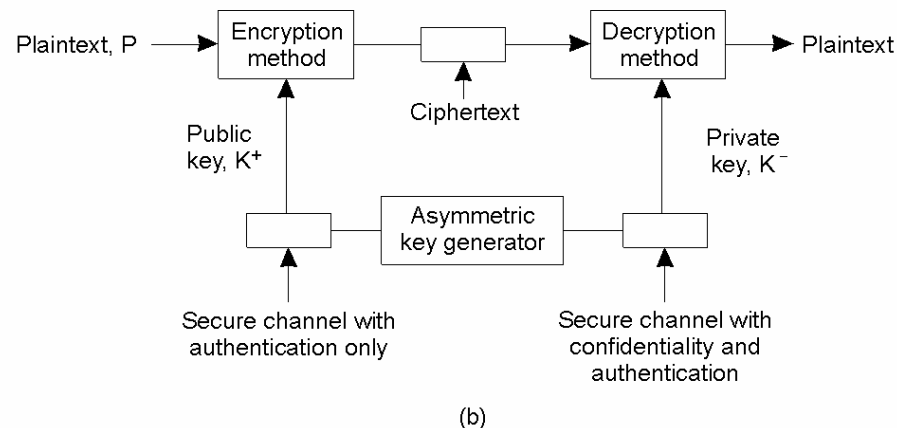 Plaintext, P
Encryption
method
Decryption
method
Plaintext
Ciphertext
Public
key, K⁺
Private
key, K⁻
Asymmetric
key generator
Secure channel with
authentication only
Secure channel with
confidentiality and
authentication
(b)